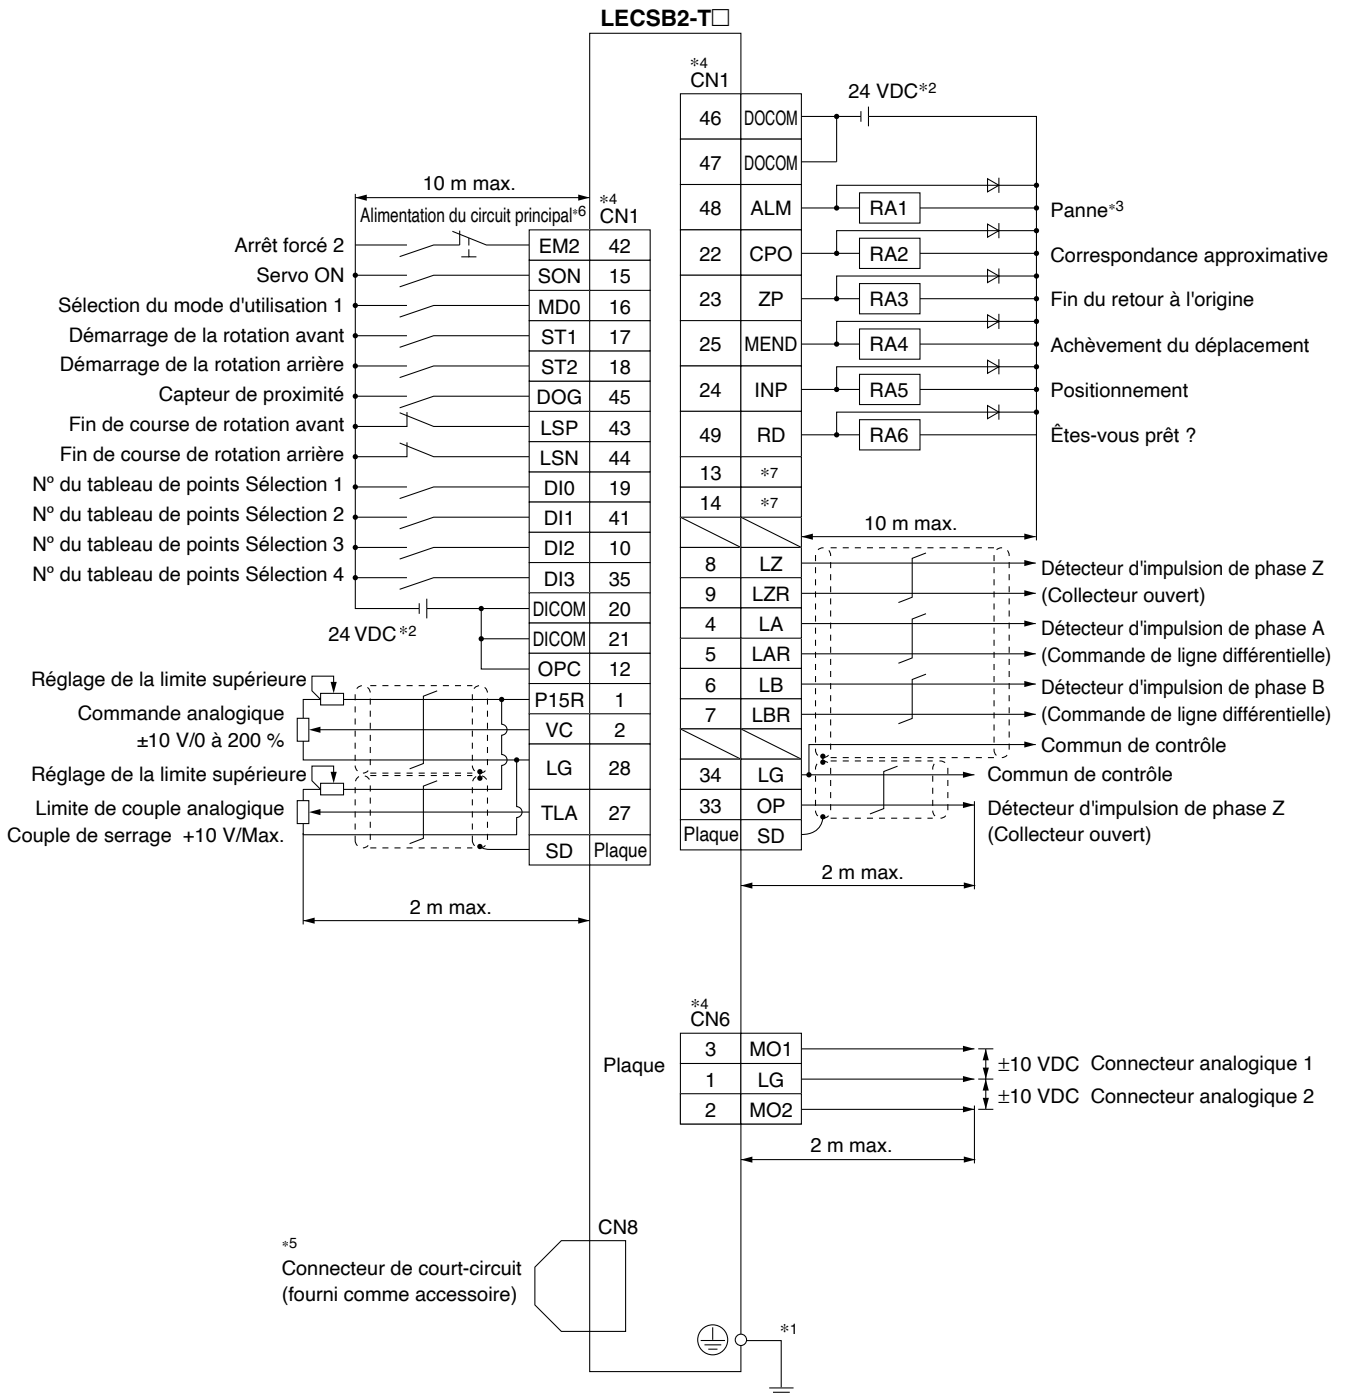 LECSB2-T□
*4
CN1
24 VDC*2
46 DOCOM
47 DOCOM
48 ALM RA1 Panne*3
22 CPO RA2 Correspondance approximative
23 ZP RA3 Fin du retour à l'origine
25 MEND RA4 Achèvement du déplacement
24 INP RA5 Positionnement
49 RD RA6 Êtes-vous prêt ?
13 *7
14 *7
10 m max.
8 LZ Détecteur d'impulsion de phase Z
9 LZR (Collecteur ouvert)
4 LA Détecteur d'impulsion de phase A
5 LAR (Commande de ligne différentielle)
6 LB Détecteur d'impulsion de phase B
7 LBR (Commande de ligne différentielle)
Commun de contrôle
34 LG Commun de contrôle
33 OP Détecteur d'impulsion de phase Z
Plaque SD (Collecteur ouvert)
2 m max.
10 m max.
*4
Alimentation du circuit principal*6 CN1
Arrêt forcé 2 EM2 42
Servo ON SON 15
Sélection du mode d'utilisation 1 MD0 16
Démarrage de la rotation avant ST1 17
Démarrage de la rotation arrière ST2 18
Capteur de proximité DOG 45
Fin de course de rotation avant LSP 43
Fin de course de rotation arrière LSN 44
Nº du tableau de points Sélection 1 DI0 19
Nº du tableau de points Sélection 2 DI1 41
Nº du tableau de points Sélection 3 DI2 10
Nº du tableau de points Sélection 4 DI3 35
DICOM 20
24 VDC*2 DICOM 21
OPC 12
Réglage de la limite supérieure P15R 1
Commande analogique VC 2
±10 V/0 à 200 %
LG 28
Réglage de la limite supérieure
Limite de couple analogique TLA 27
Couple de serrage +10 V/Max.
SD Plaque
2 m max.
*4
CN6
Plaque
3 MO1
1 LG
2 MO2
±10 VDC Connecteur analogique 1
±10 VDC Connecteur analogique 2
2 m max.
CN8
*5
Connecteur de court-circuit
(fourni comme accessoire)
*1